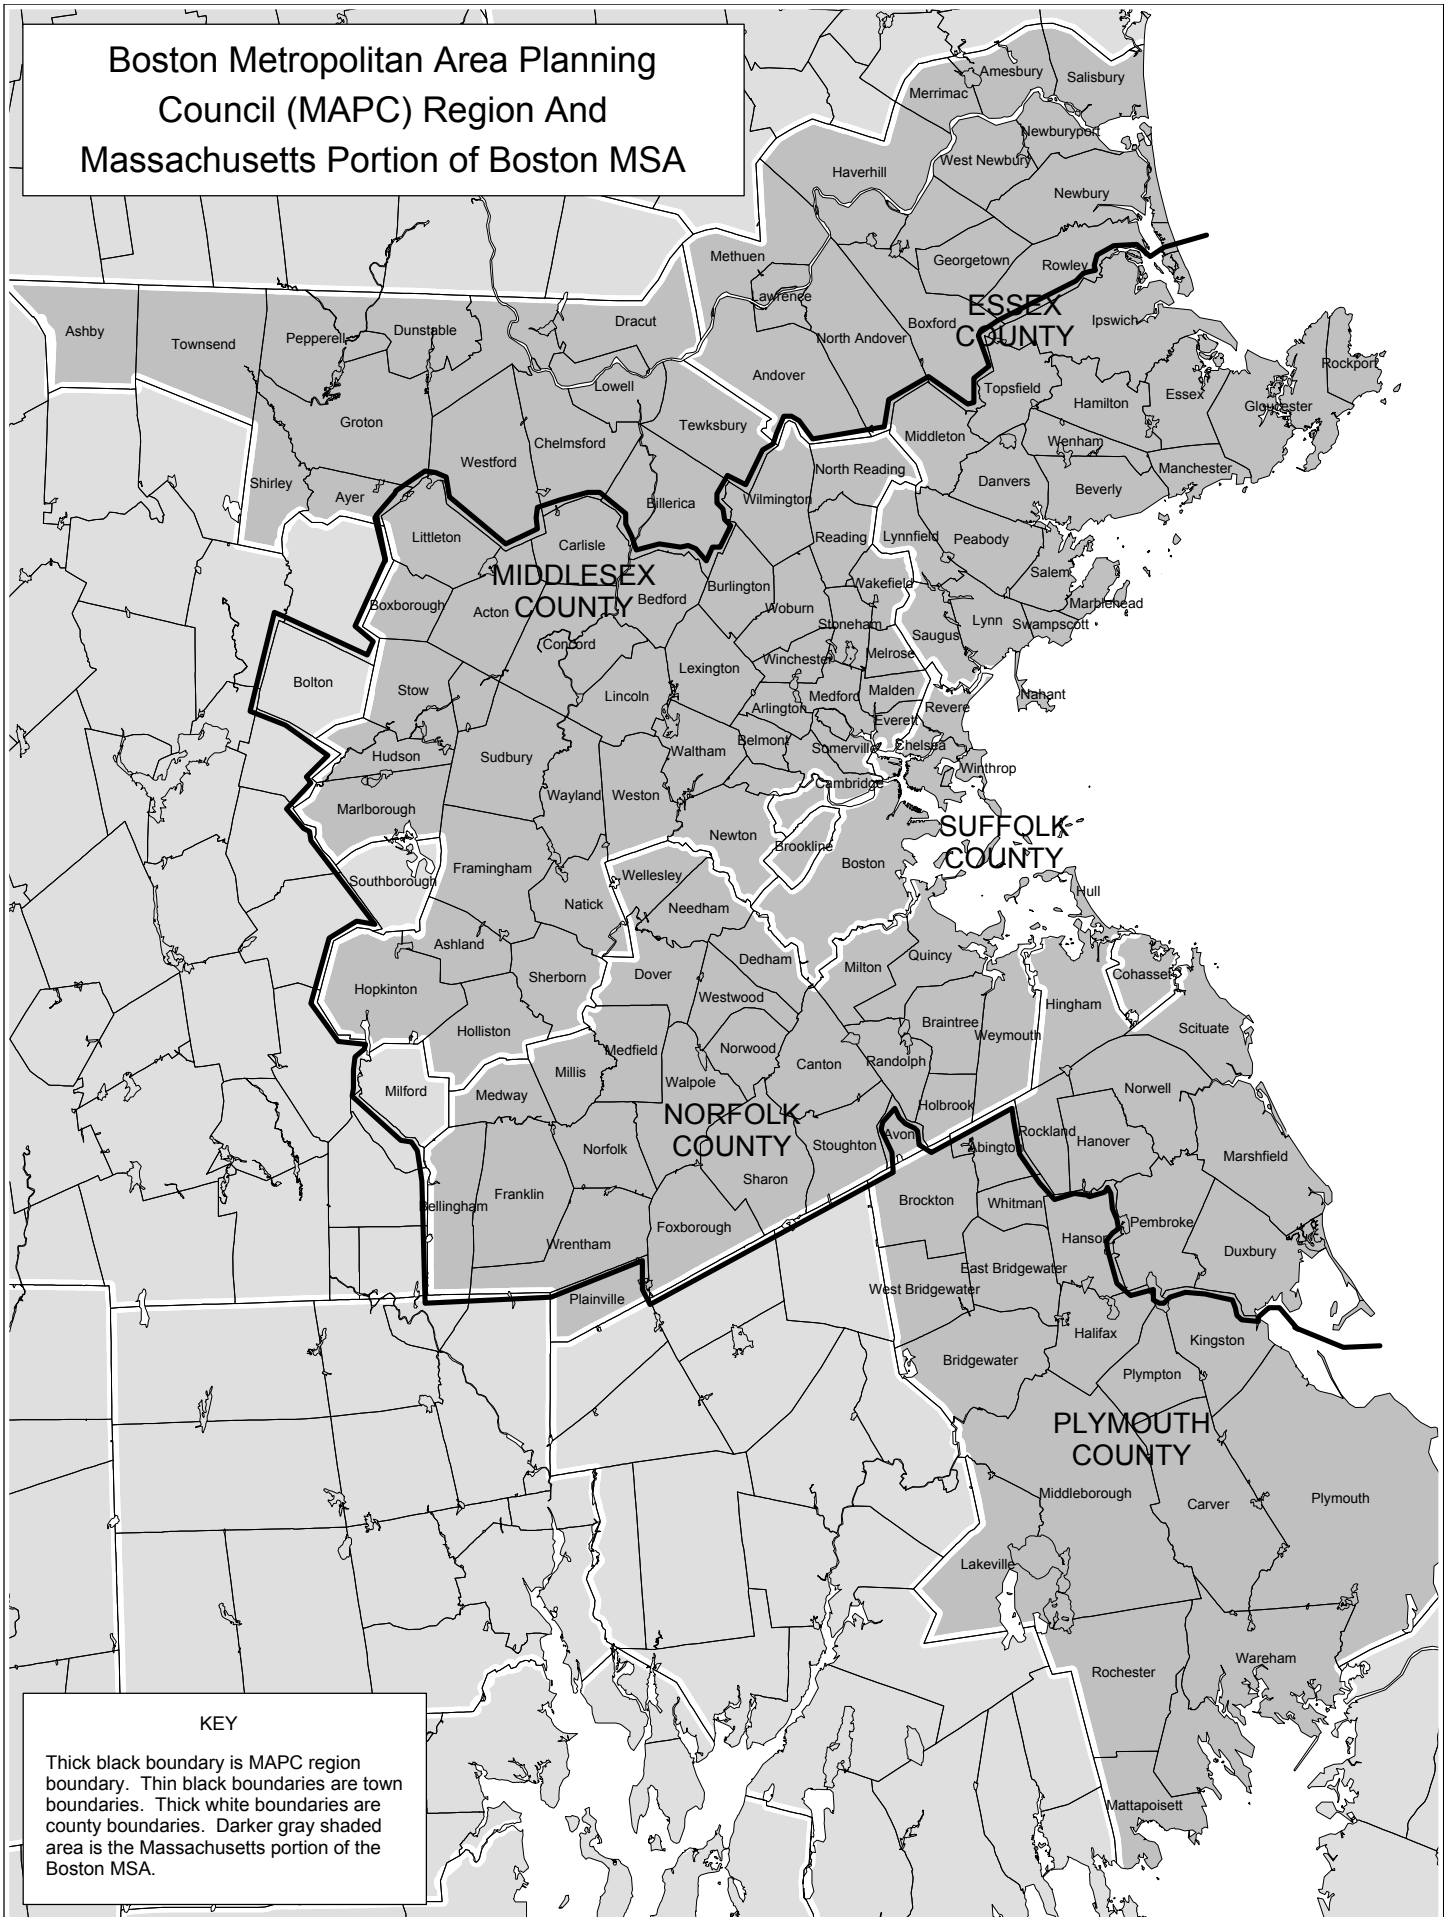 Boston Metropolitan Area Planning
Council (MAPC) Region And
Massachusetts Portion of Boston MSA
Amesbury
Salisbury
Merrimac
Newburyport
West Newbury
Haverhill
Newbury
Methuen
Georgetown
Rowley
Lawrence
ESSEX
COUNTY
Ipswich
Boxford
Dracut
Dunstable
Pepperell
Ashby
Townsend
North Andover
Rockport
Andover
Lowell
Topsfield
Essex
Hamilton
Gloucester
Groton
Tewksbury
Chelmsford
Middleton
Wenham
Westford
North Reading
Manchester
Shirley
Ayer
Danvers
Beverly
Billerica
Wilmington
Littleton
Carlisle
Reading
Lynnfield
Peabody
MIDDLESEX
COUNTY
Salem
Burlington
Wakefield
Bedford
Boxborough
Acton
Woburn
Marblehead
Stoneham
Lynn
Swampscott
Saugus
Concord
Winchester
Melrose
Lexington
Bolton
Stow
Lincoln
Medford
Malden
Nahant
Arlington
Revere
Everett
Belmont
Somerville
Chelsea
Waltham
Hudson
Sudbury
Winthrop
Cambridge
Wayland
Weston
Marlborough
SUFFOLK
COUNTY
Newton
Brookline
Boston
Framingham
Wellesley
Southborough
Hull
Natick
Needham
Ashland
Quincy
Dedham
Milton
Dover
Cohasset
Sherborn
Hopkinton
Westwood
Hingham
Braintree
Scituate
Holliston
Weymouth
Medfield
Norwood
Randolph
Canton
Millis
Walpole
Milford
Medway
Norwell
Holbrook
NORFOLK
COUNTY
Avon
Rockland
Hanover
Stoughton
Abington
Norfolk
Marshfield
Sharon
Franklin
Brockton
Whitman
Bellingham
Foxborough
Pembroke
Hanson
Wrentham
Duxbury
East Bridgewater
West Bridgewater
Plainville
Halifax
Kingston
Bridgewater
Plympton
PLYMOUTH
COUNTY
Middleborough
Carver
Plymouth
Lakeville
Wareham
Rochester
Mattapoisett
KEY
Thick black boundary is MAPC region
boundary. Thin black boundaries are town
boundaries. Thick white boundaries are
county boundaries. Darker gray shaded
area is the Massachusetts portion of the
Boston MSA.